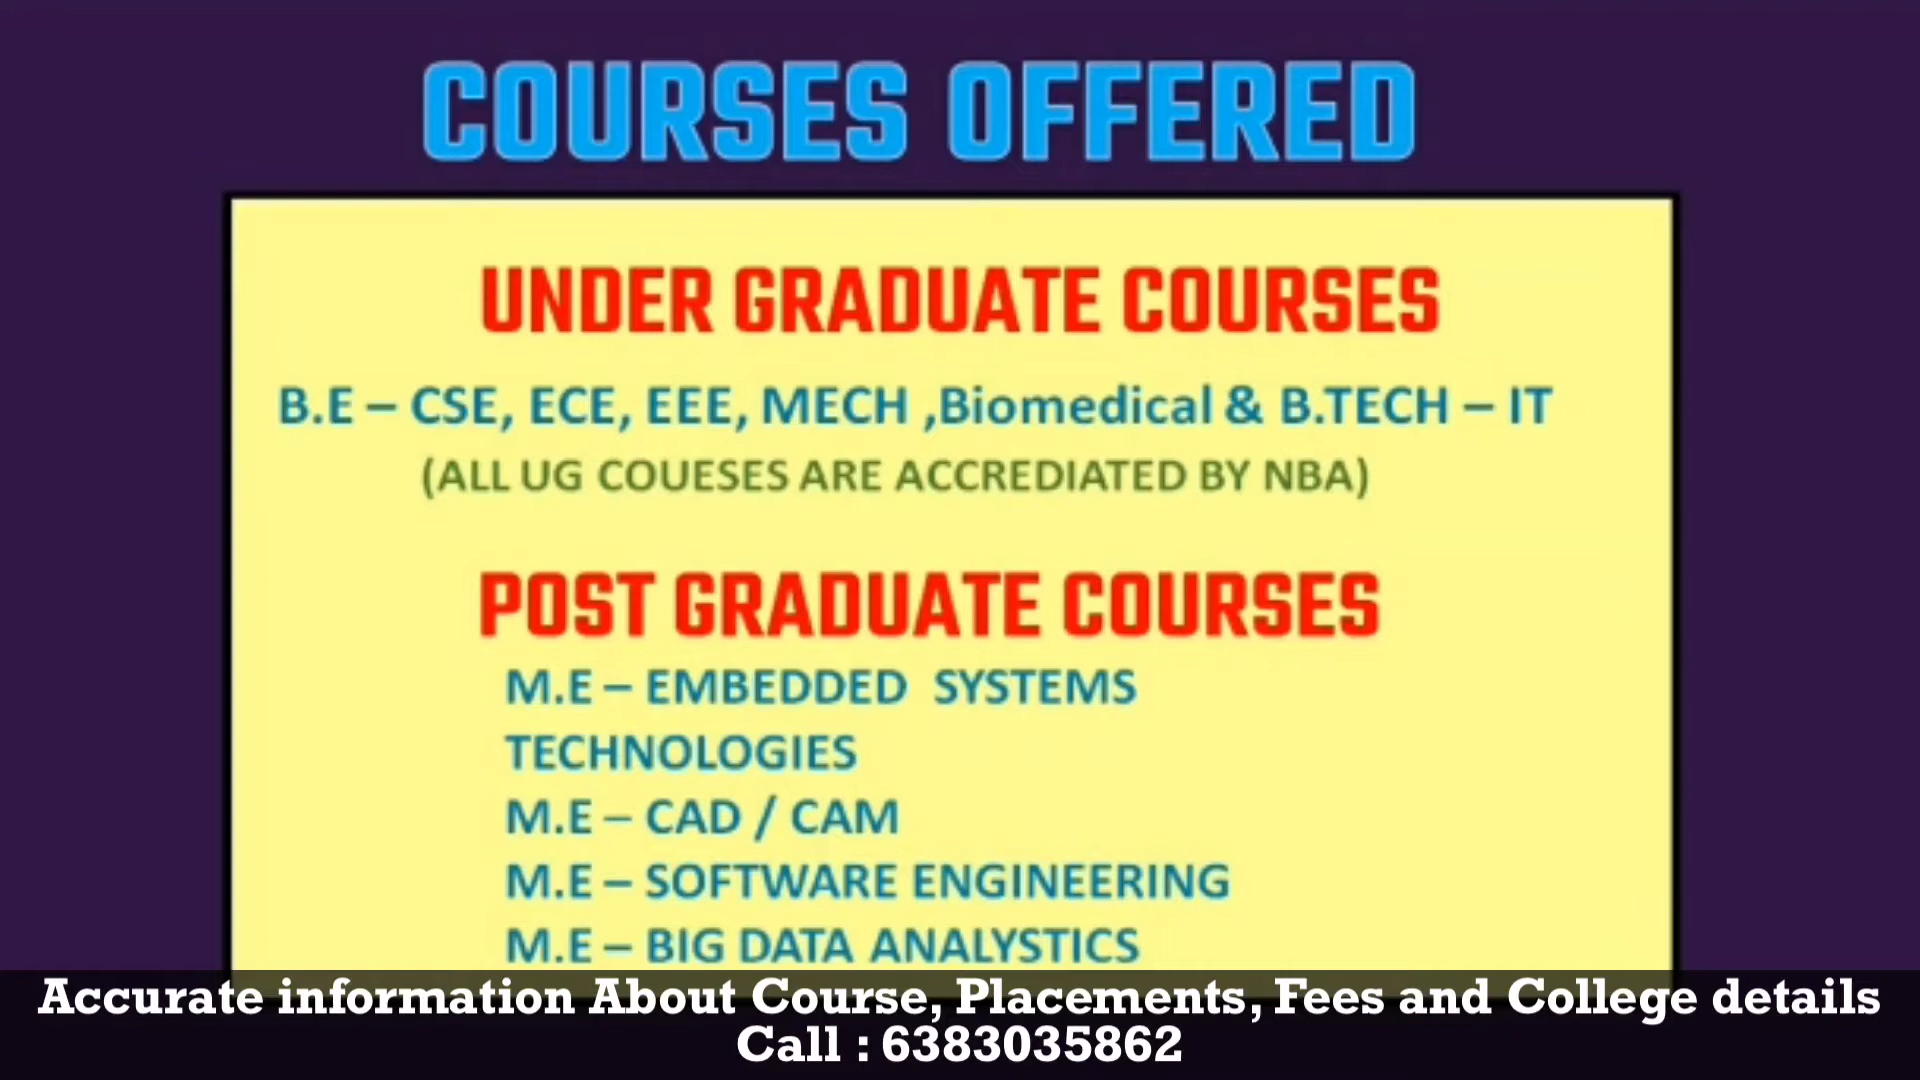 COURSES OFFERED
UNDER GRADUATE COURSES
B.E – CSE, ECE, EEE, MECH ,Biomedical & B.TECH – IT
(ALL UG COUESES ARE ACCREDIATED BY NBA)
POST GRADUATE COURSES
M.E – EMBEDDED SYSTEMS
TECHNOLOGIES
M.E – CAD / CAM
M.E – SOFTWARE ENGINEERING
M.E – BIG DATA ANALYSTICS
Accurate information About Course, Placements, Fees and College details
Call : 6383035862